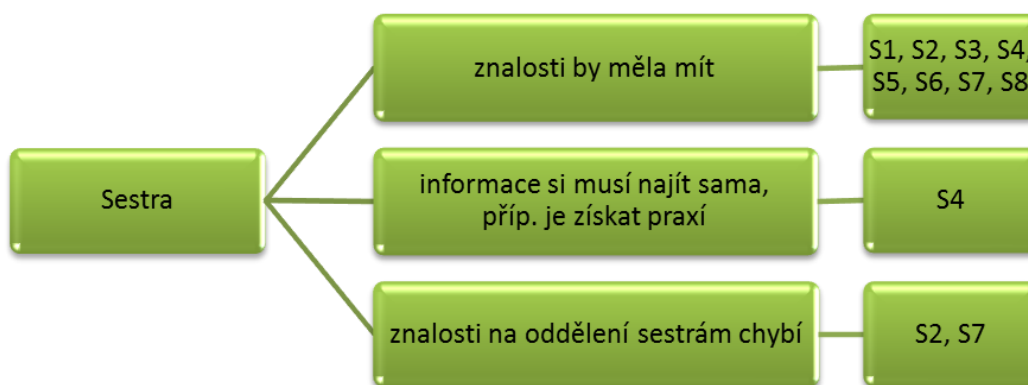 Sestra
znalosti by měla mít
S1, S2, S3, S4,
S5, S6, S7, S8
informace si musí najít sama,
příp. je získat praxí
S4
znalosti na oddělení sestrám chybí
S2, S7